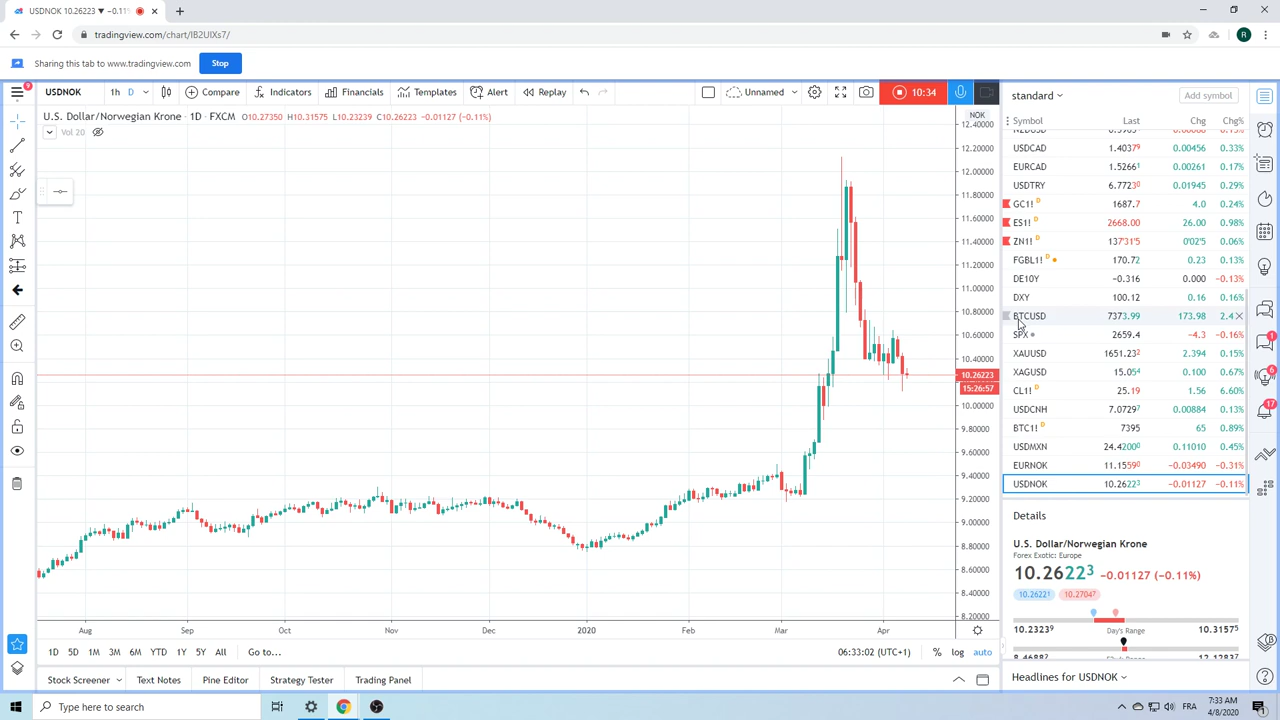 USDNOK 10.26223 ▼ −0.11%
tradingview.com/chart/IB2UIXs7/
R
Sharing this tab to www.tradingview.com
Stop
9
USDNOK
1h
D
Compare
Indicators
Financials
Templates
Alert
Replay
Unnamed
10:34
U.S. Dollar/Norwegian Krone · 1D · FXCM O10.27350 H10.31575 L10.23239 C10.26223 −0.01127 (−0.11%)
Vol 20
NOK
12.40000
12.20000
12.00000
11.80000
11.60000
11.40000
11.20000
11.00000
10.80000
10.60000
10.40000
10.26223
15:26:57
10.00000
9.80000
9.60000
9.40000
9.20000
9.00000
8.80000
8.60000
8.40000
8.20000
Aug Sep Oct Nov Dec 2020 Feb Mar Apr
1D 5D 1M 3M 6M YTD 1Y 5Y All Go to...
06:33:02 (UTC+1) % log auto
Stock Screener Text Notes Pine Editor Strategy Tester Trading Panel
standard
Add symbol
Symbol Last Chg Chg%
USDCAD 1.40379 0.00456 0.33%
EURCAD 1.52661 0.00261 0.17%
USDTRY 6.77230 0.01945 0.29%
GC1! D 1687.7 4.0 0.24%
ES1! D 2668.00 26.00 0.98%
ZN1! D 137'31'5 0'02'5 0.06%
FGBL1! D 170.72 0.23 0.13%
DE10Y −0.316 0.000 −0.13%
DXY 100.12 0.16 0.16%
BTCUSD 7373.99 173.98 2.4
SPX 2659.4 −4.3 −0.16%
XAUUSD 1651.232 2.394 0.15%
XAGUSD 15.054 0.100 0.67%
CL1! D 25.19 1.56 6.60%
USDCNH 7.07297 0.00884 0.13%
BTC1! D 7395 65 0.89%
USDMXN 24.42000 0.11010 0.45%
EURNOK 11.15590 −0.03490 −0.31%
USDNOK 10.26223 −0.01127 −0.11%
Details
U.S. Dollar/Norwegian Krone
Forex Exotic: Europe
10.26223 −0.01127 (−0.11%)
10.26221 10.27047
10.23239 Day's Range 10.31575
Headlines for USDNOK
1
6
17
Type here to search
FRA
7:33 AM
4/8/2020
1